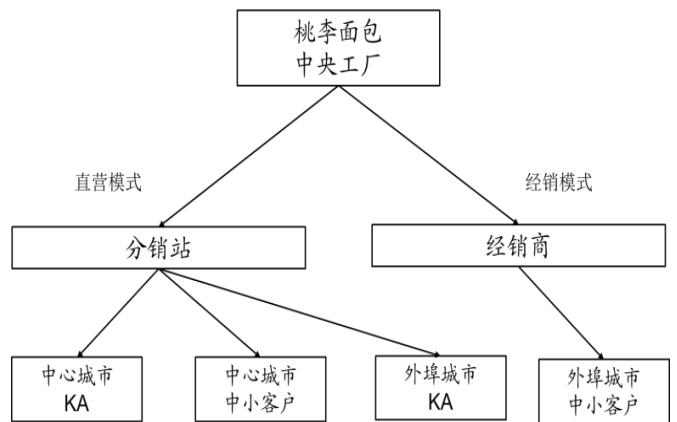 桃李面包
中央工厂
直营模式
经销模式
分销站
经销商
中心城市
KA
中心城市
中小客户
外埠城市
KA
外埠城市
中小客户